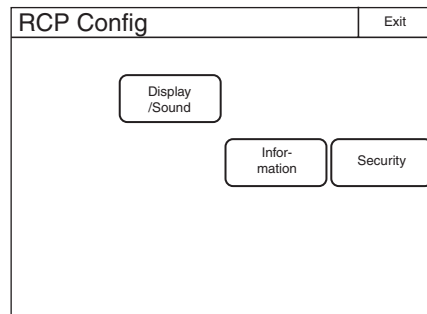 RCP Config
Exit
Display
/Sound
Infor-
mation
Security